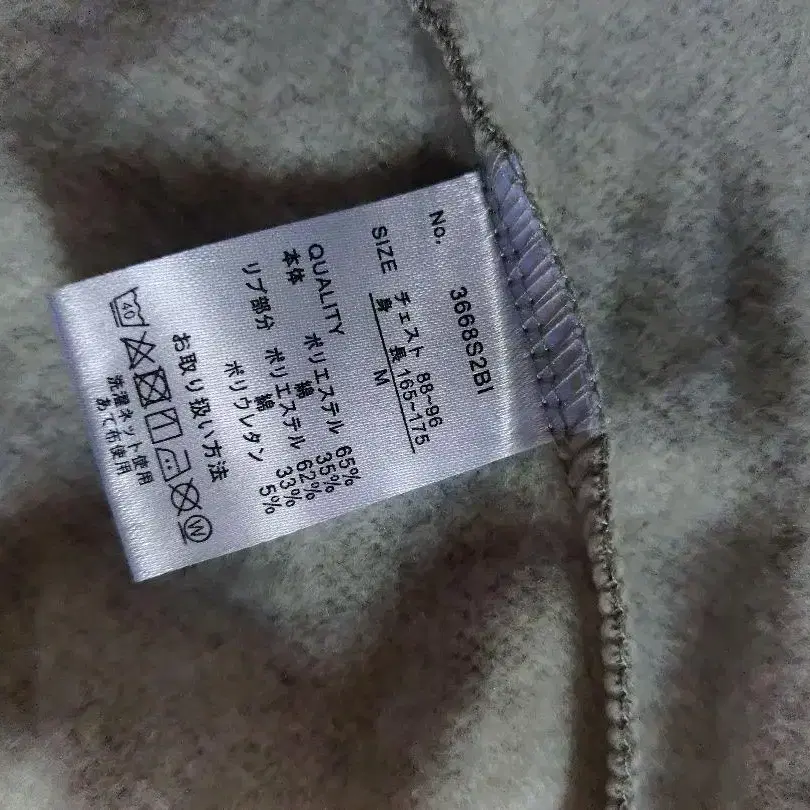 No. 3668S2BI
SIZE チェスト 88~96
身 長 165~175
M
QUALITY
本体 ポリエステル 65%
綿 35%
リブ部分 ポリエステル 62%
綿 33%
ポリウレタン 5%
お取り扱い方法
40
W
洗濯ネット使用
あて布使用